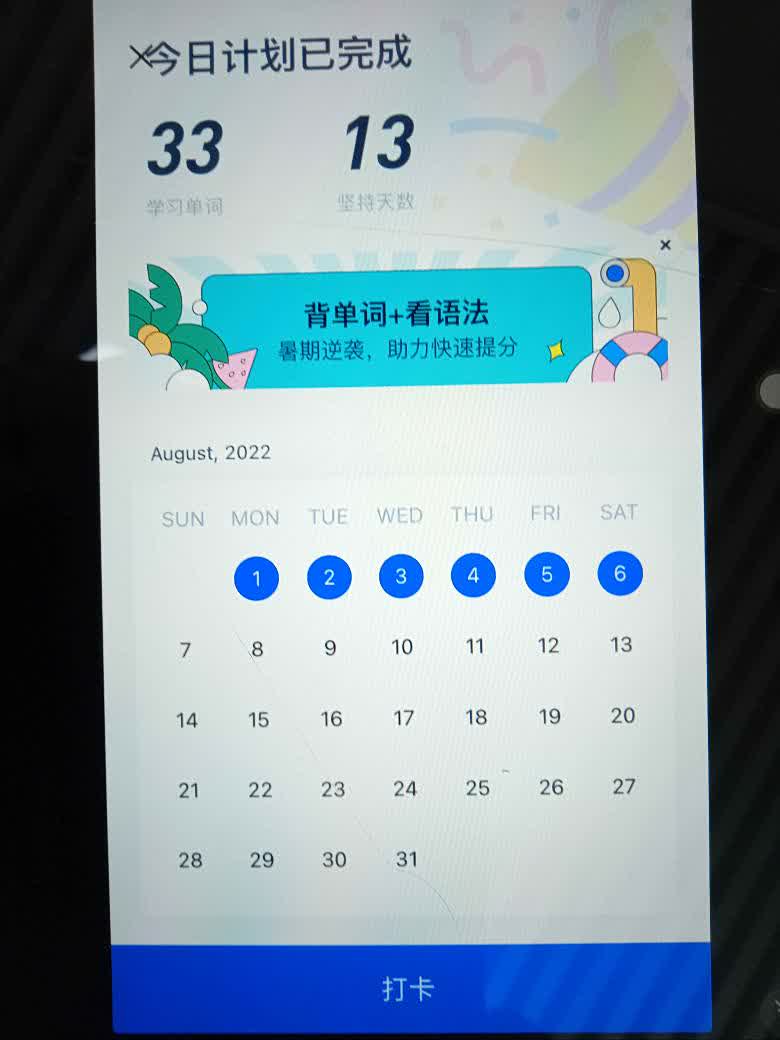 今日计划已完成
33 13
学习单词 坚持天数
背单词+看语法
暑期逆袭，助力快速提分
August, 2022
SUN MON TUE WED THU FRI SAT
1 2 3 4 5 6
7 8 9 10 11 12 13
14 15 16 17 18 19 20
21 22 23 24 25 26 27
28 29 30 31
打卡